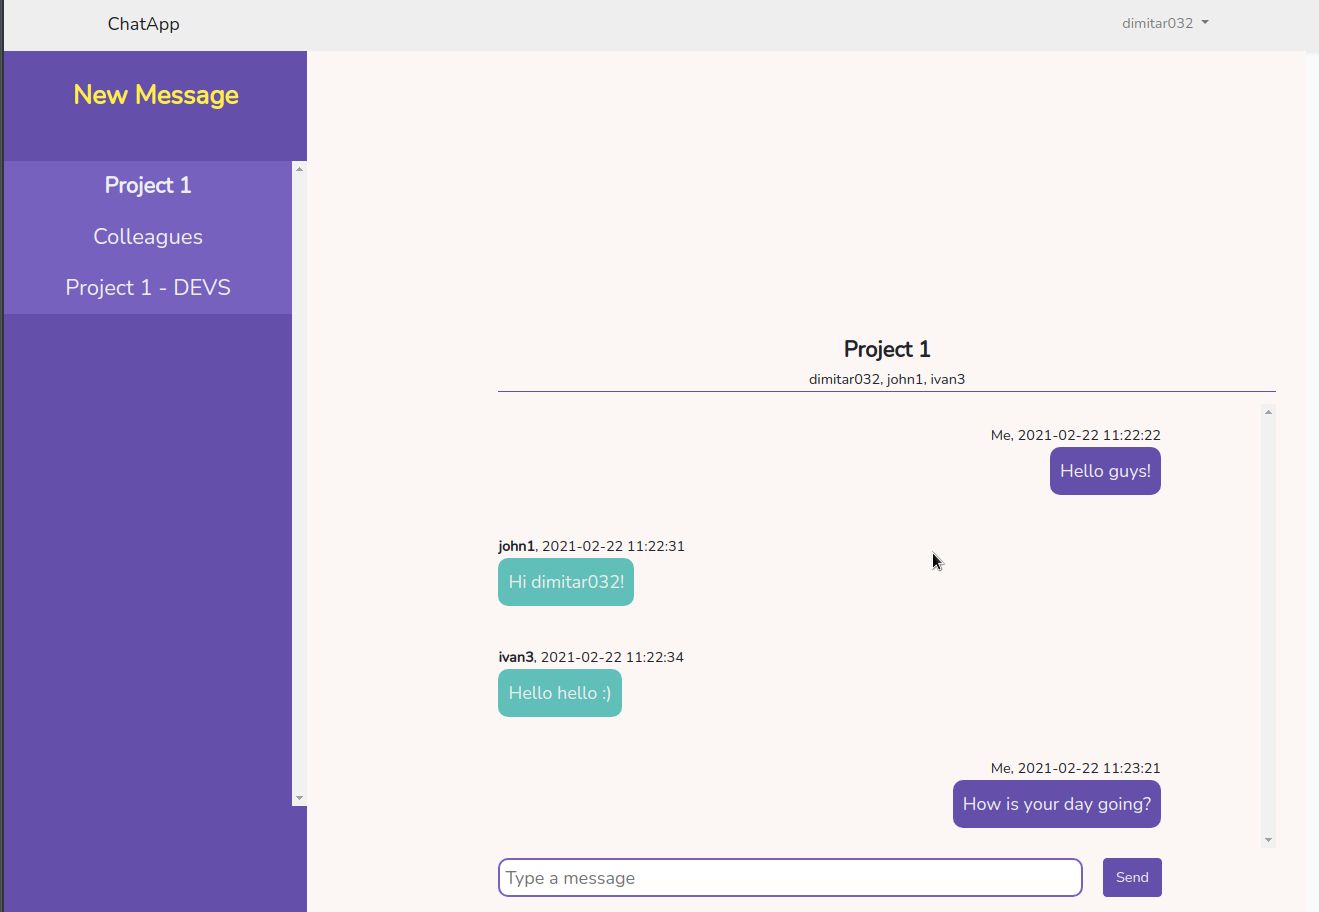 ChatApp
dimitar032
New Message
Project 1
Colleagues
Project 1 - DEVS
Project 1
dimitar032, john1, ivan3
Me, 2021-02-22 11:22:22
Hello guys!
john1, 2021-02-22 11:22:31
Hi dimitar032!
ivan3, 2021-02-22 11:22:34
Hello hello :)
Me, 2021-02-22 11:23:21
How is your day going?
Type a message
Send